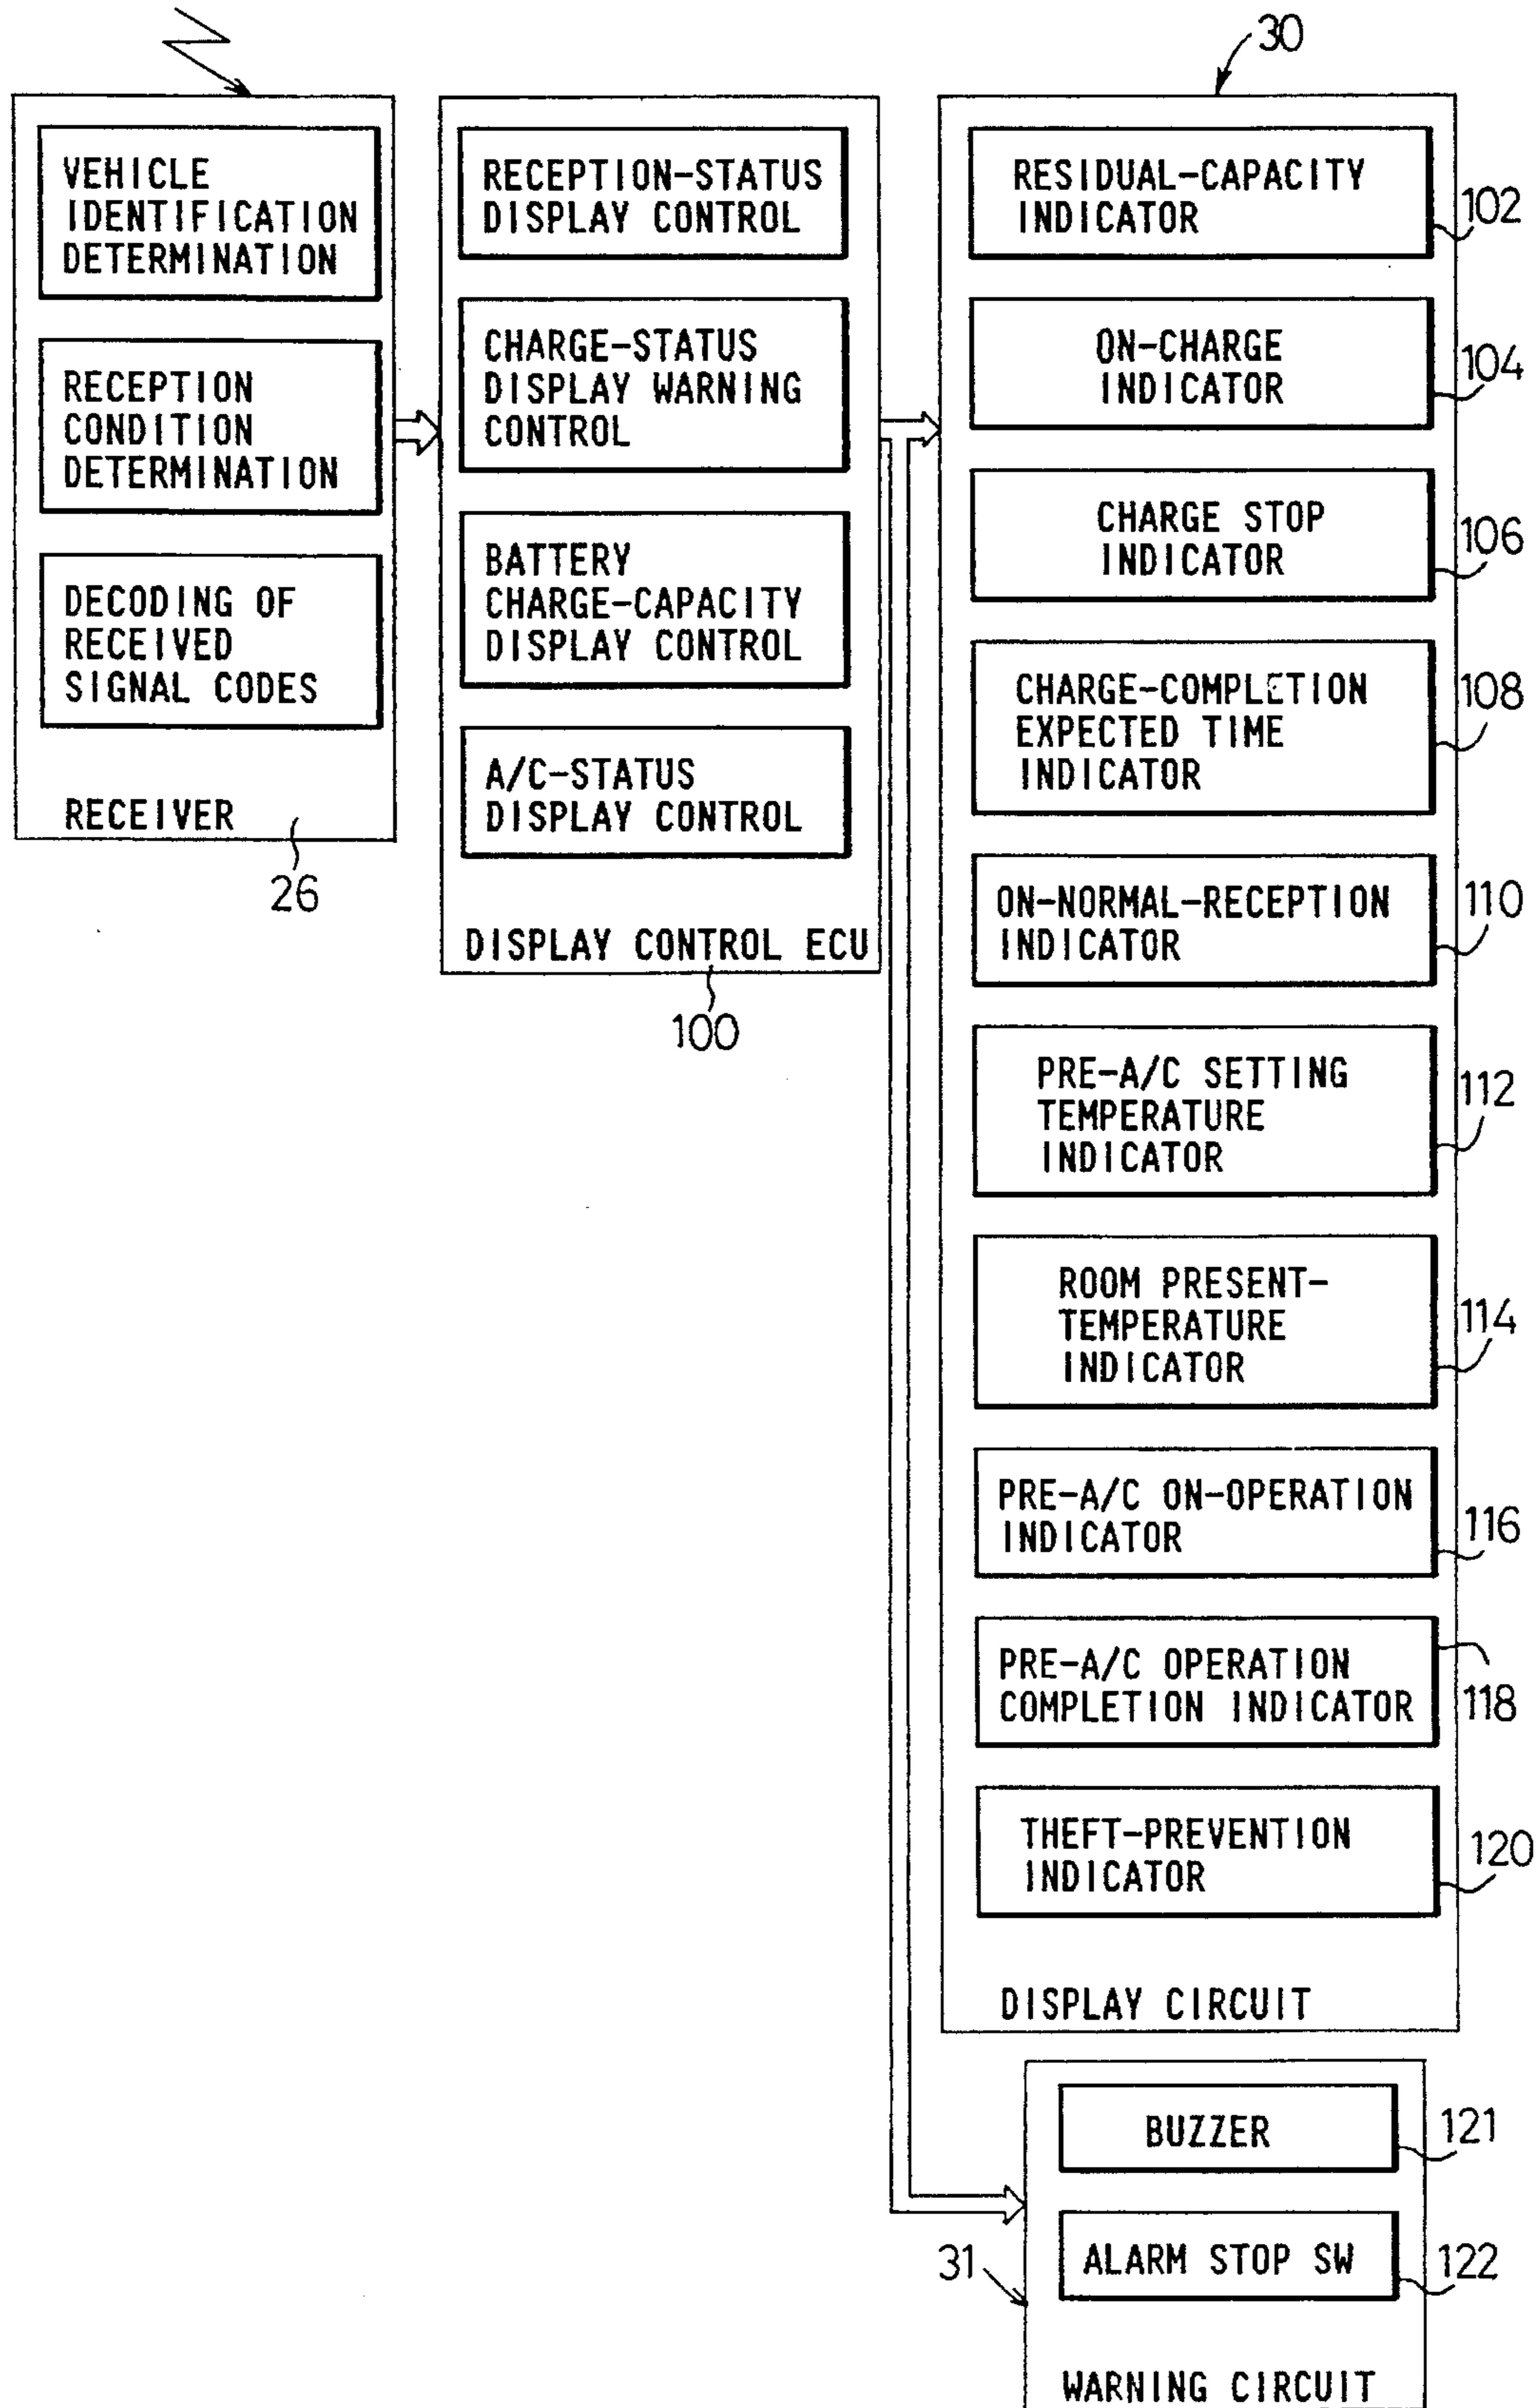 VEHICLE
IDENTIFICATION
DETERMINATION
RECEPTION
CONDITION
DETERMINATION
DECODING OF
RECEIVED
SIGNAL CODES
RECEIVER
26
RECEPTION-STATUS
DISPLAY CONTROL
CHARGE-STATUS
DISPLAY WARNING
CONTROL
BATTERY
CHARGE-CAPACITY
DISPLAY CONTROL
A/C-STATUS
DISPLAY CONTROL
DISPLAY CONTROL ECU
100
30
RESIDUAL-CAPACITY
INDICATOR
102
ON-CHARGE
INDICATOR
104
CHARGE STOP
INDICATOR
106
CHARGE-COMPLETION
EXPECTED TIME
INDICATOR
108
ON-NORMAL-RECEPTION
INDICATOR
110
PRE-A/C SETTING
TEMPERATURE
INDICATOR
112
ROOM PRESENT-
TEMPERATURE
INDICATOR
114
PRE-A/C ON-OPERATION
INDICATOR
116
PRE-A/C OPERATION
COMPLETION INDICATOR
118
THEFT-PREVENTION
INDICATOR
120
DISPLAY CIRCUIT
BUZZER
121
ALARM STOP SW
122
31
WARNING CIRCUIT